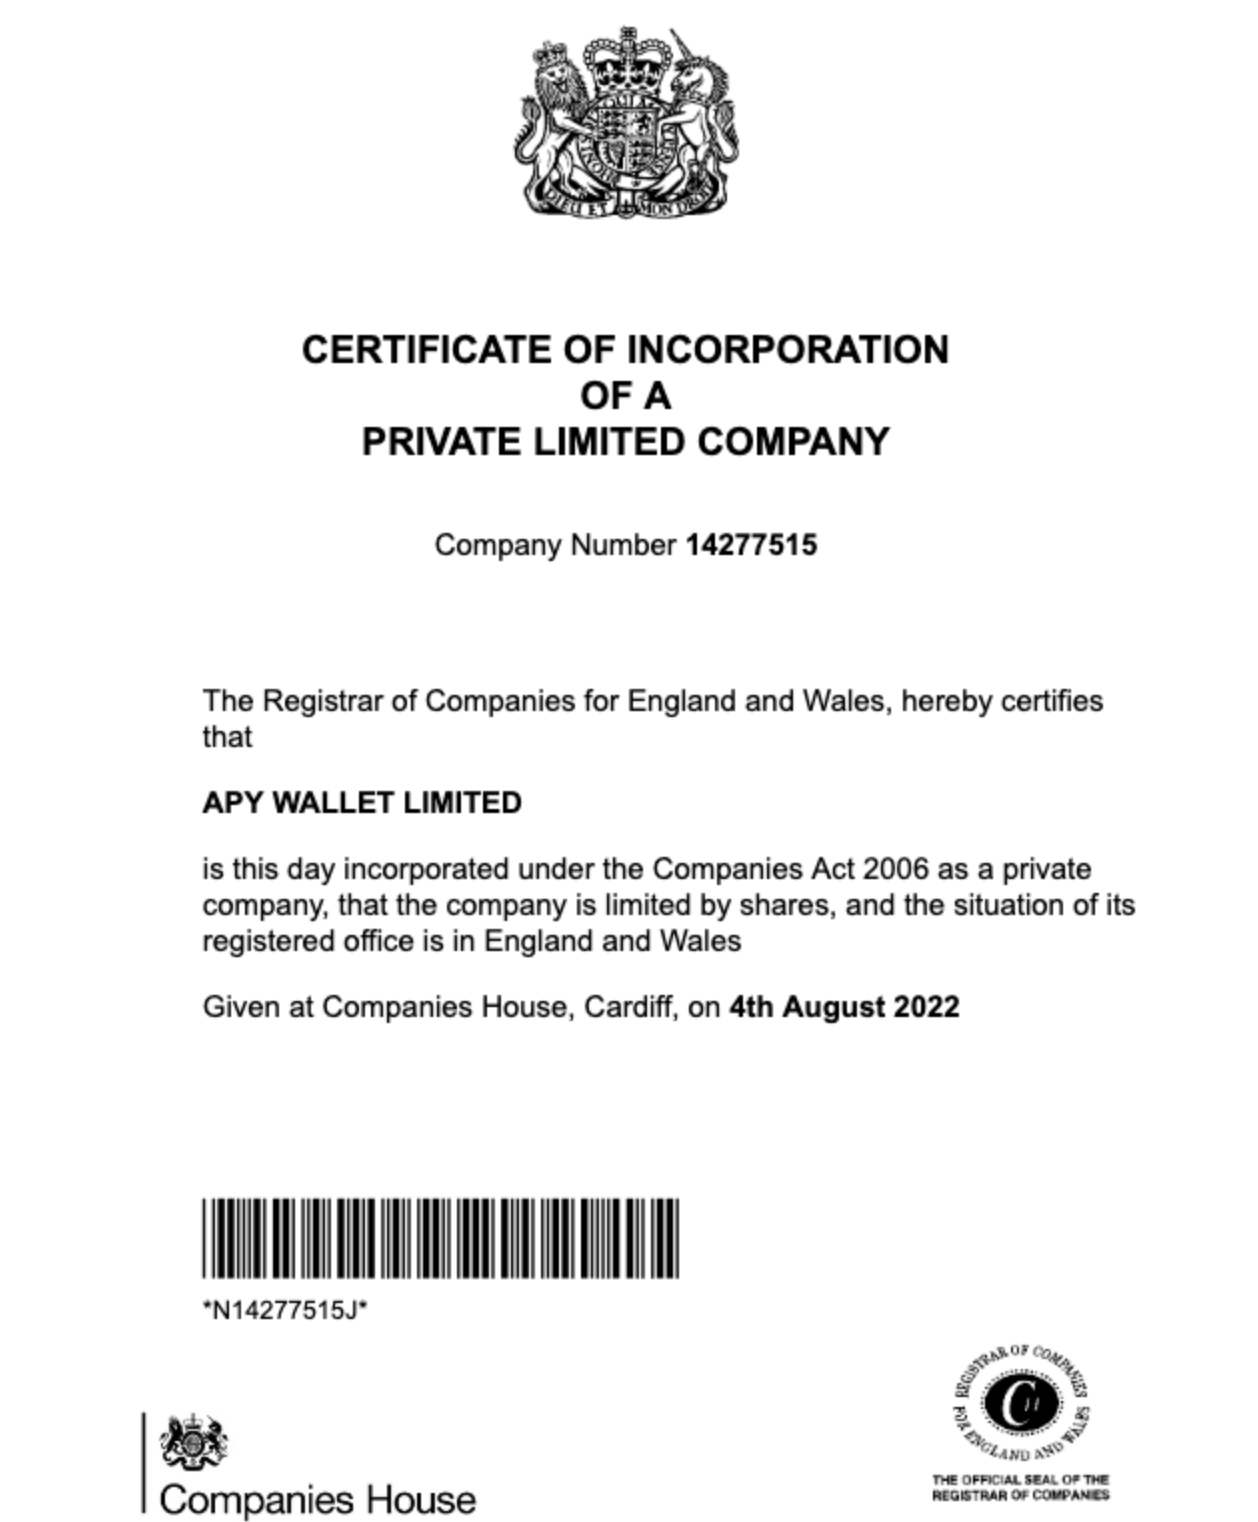 CERTIFICATE OF INCORPORATION
OF A
PRIVATE LIMITED COMPANY
Company Number 14277515
The Registrar of Companies for England and Wales, hereby certifies
that
APY WALLET LIMITED
is this day incorporated under the Companies Act 2006 as a private
company, that the company is limited by shares, and the situation of its
registered office is in England and Wales
Given at Companies House, Cardiff, on 4th August 2022
*N14277515J*
Companies House
REGISTRAR OF COMPANIES
FOR ENGLAND AND WALES
THE OFFICIAL SEAL OF THE
REGISTRAR OF COMPANIES
DIEU ET MON DROIT